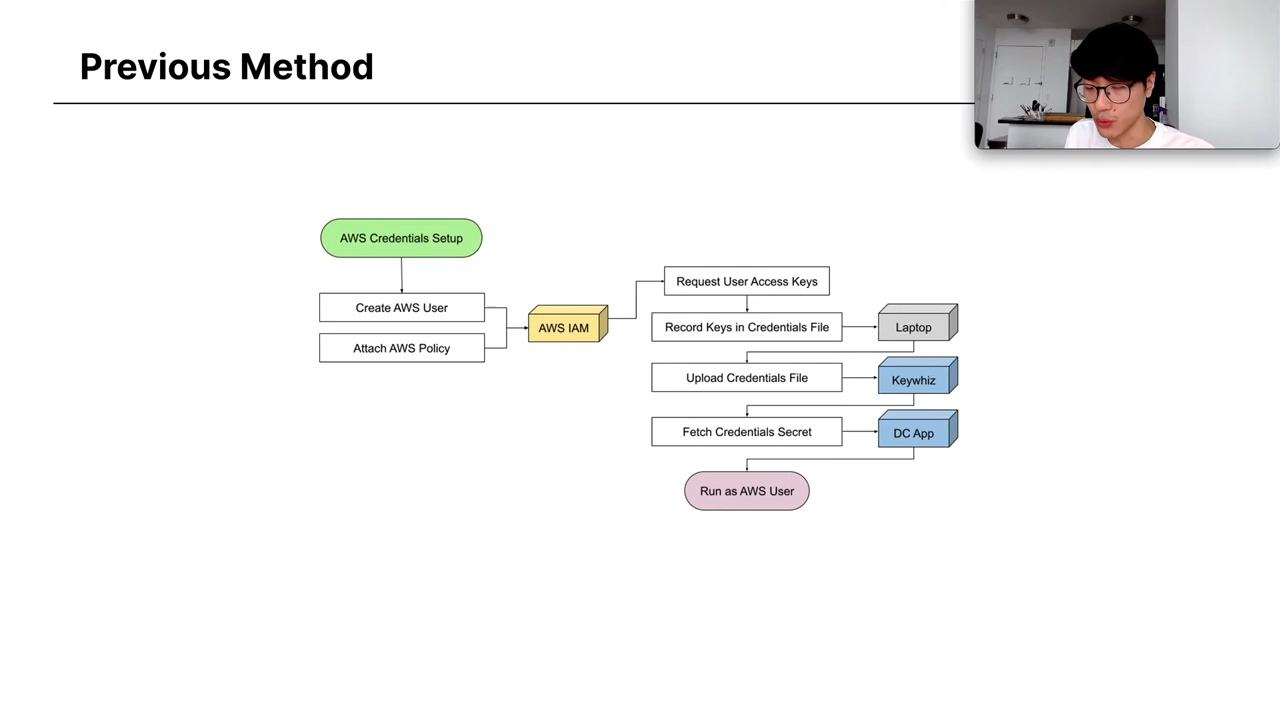 Previous Method
AWS Credentials Setup
Create AWS User
Attach AWS Policy
AWS IAM
Request User Access Keys
Record Keys in Credentials File
Laptop
Upload Credentials File
Keywhiz
Fetch Credentials Secret
DC App
Run as AWS User